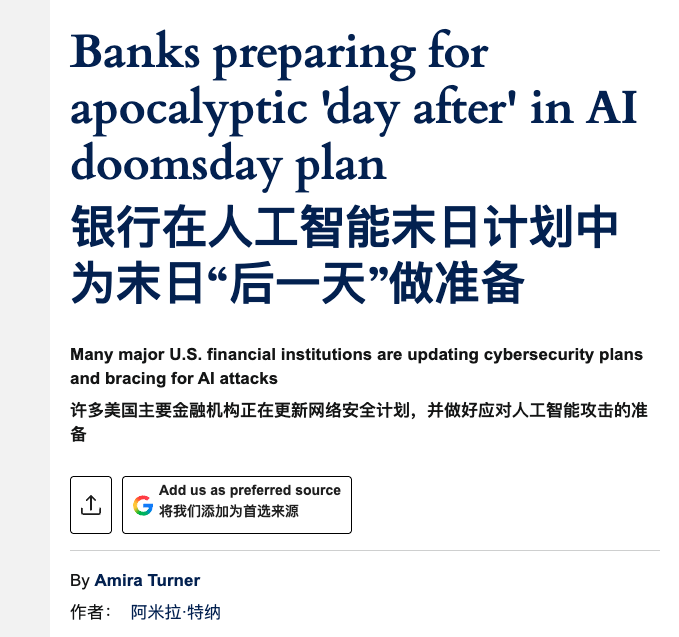 Banks preparing for
apocalyptic 'day after' in AI
doomsday plan
银行在人工智能末日计划中
为末日“后一天”做准备
Many major U.S. financial institutions are updating cybersecurity plans
and bracing for AI attacks
许多美国主要金融机构正在更新网络安全计划，并做好应对人工智能攻击的准
备
Add us as preferred source
将我们添加为首选来源
By Amira Turner
作者： 阿米拉·特纳